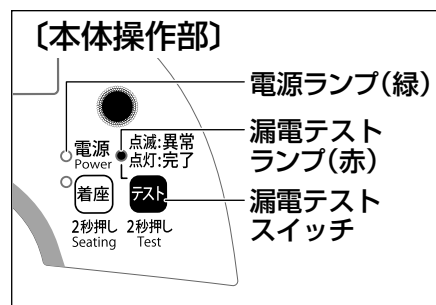 〔本体操作部〕
電源ランプ(緑)
漏電テスト
ランプ(赤)
漏電テスト
スイッチ
電源
Power
点滅:異常
点灯:完了
着座
テスト
2秒押し
Seating
2秒押し
Test